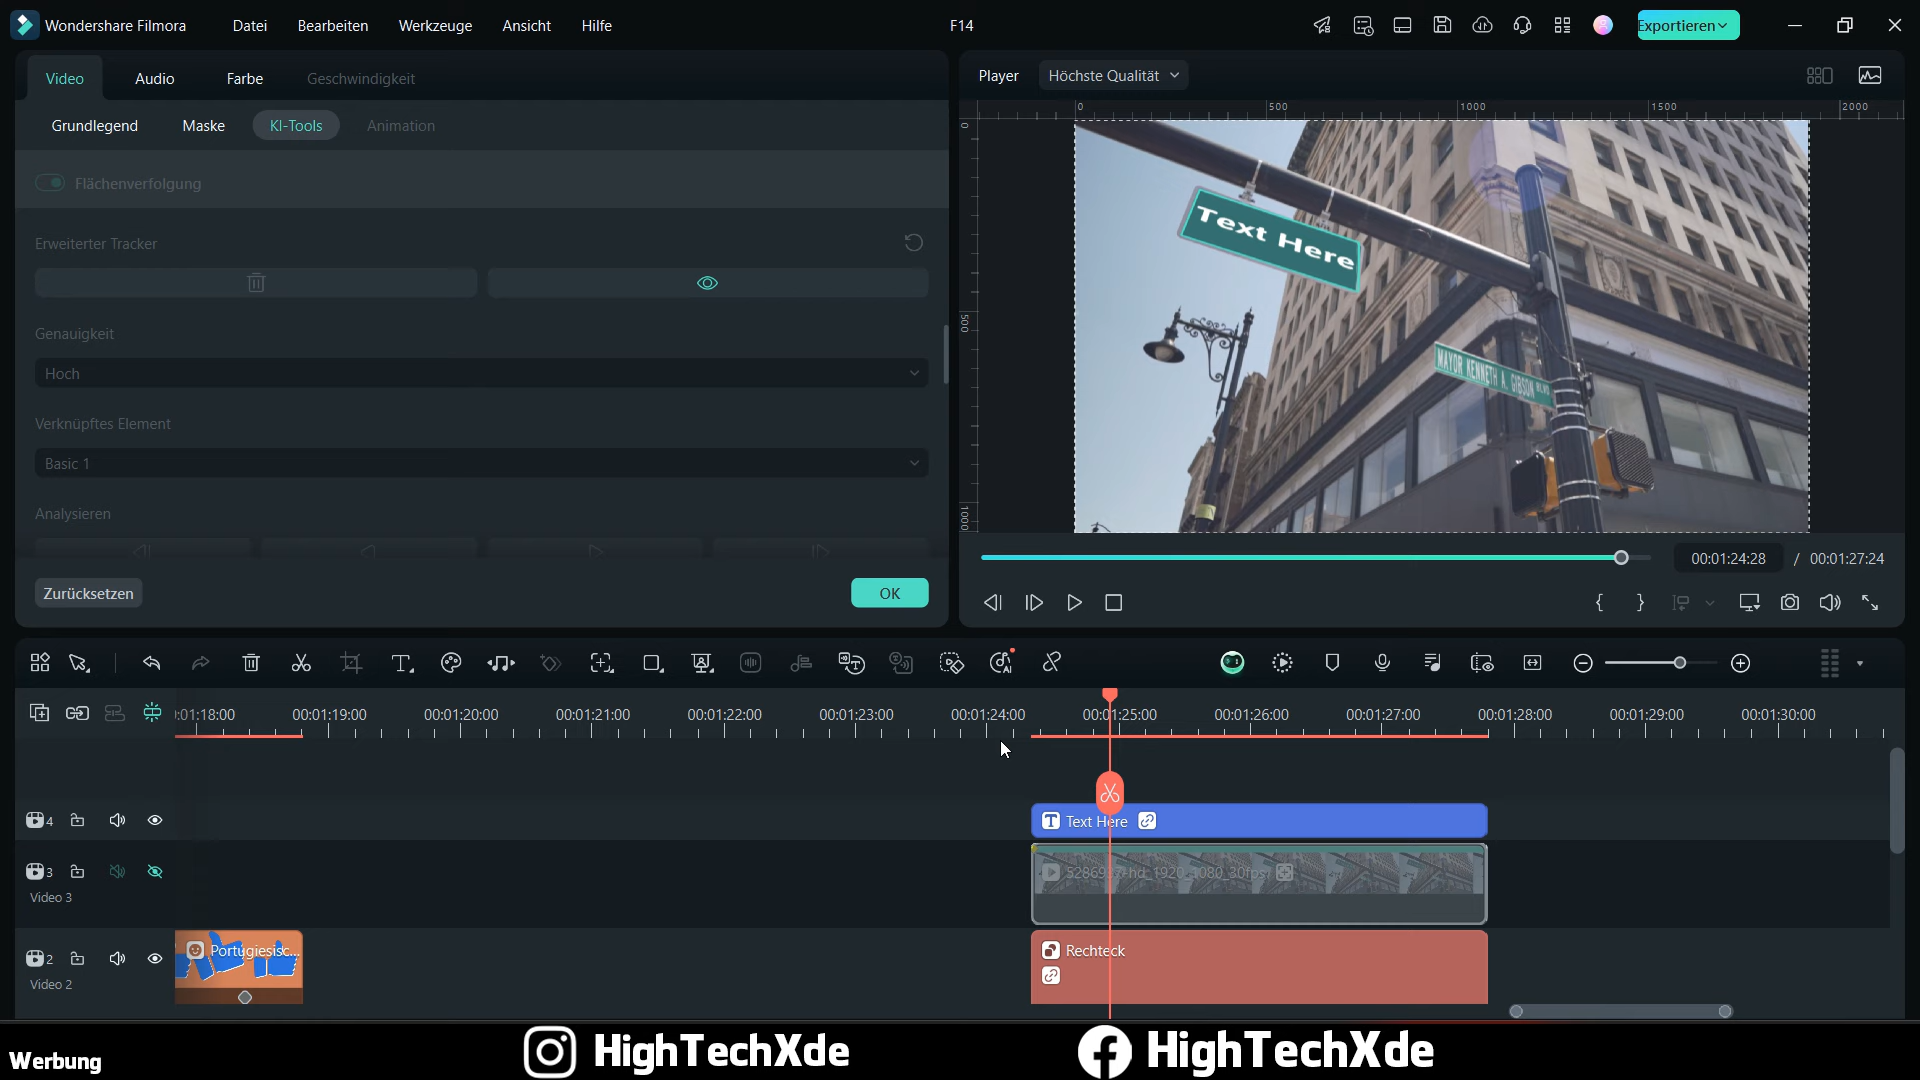 Wondershare Filmora
Datei
Bearbeiten
Werkzeuge
Ansicht
Hilfe
F14
Exportieren
Video
Audio
Farbe
Geschwindigkeit
Grundlegend
Maske
KI-Tools
Animation
Flächenverfolgung
Erweiterter Tracker
Genauigkeit
Hoch
Verknüpftes Element
Basic 1
Analysieren
Zurücksetzen
OK
Player
Höchste Qualität
0
500
1000
1500
2000
0
500
1000
Text Here
MAYOR KENNETH A. GIBSON BLVD
00:01:24:28 / 00:01:27:24
:01:18:00
00:01:19:00
00:01:20:00
00:01:21:00
00:01:22:00
00:01:23:00
00:01:24:00
00:01:25:00
00:01:26:00
00:01:27:00
00:01:28:00
00:01:29:00
00:01:30:00
4
Text Here
3
Video 3
2
Video 2
Portugiesisc...
Rechteck
Werbung
HighTechXde
HighTechXde